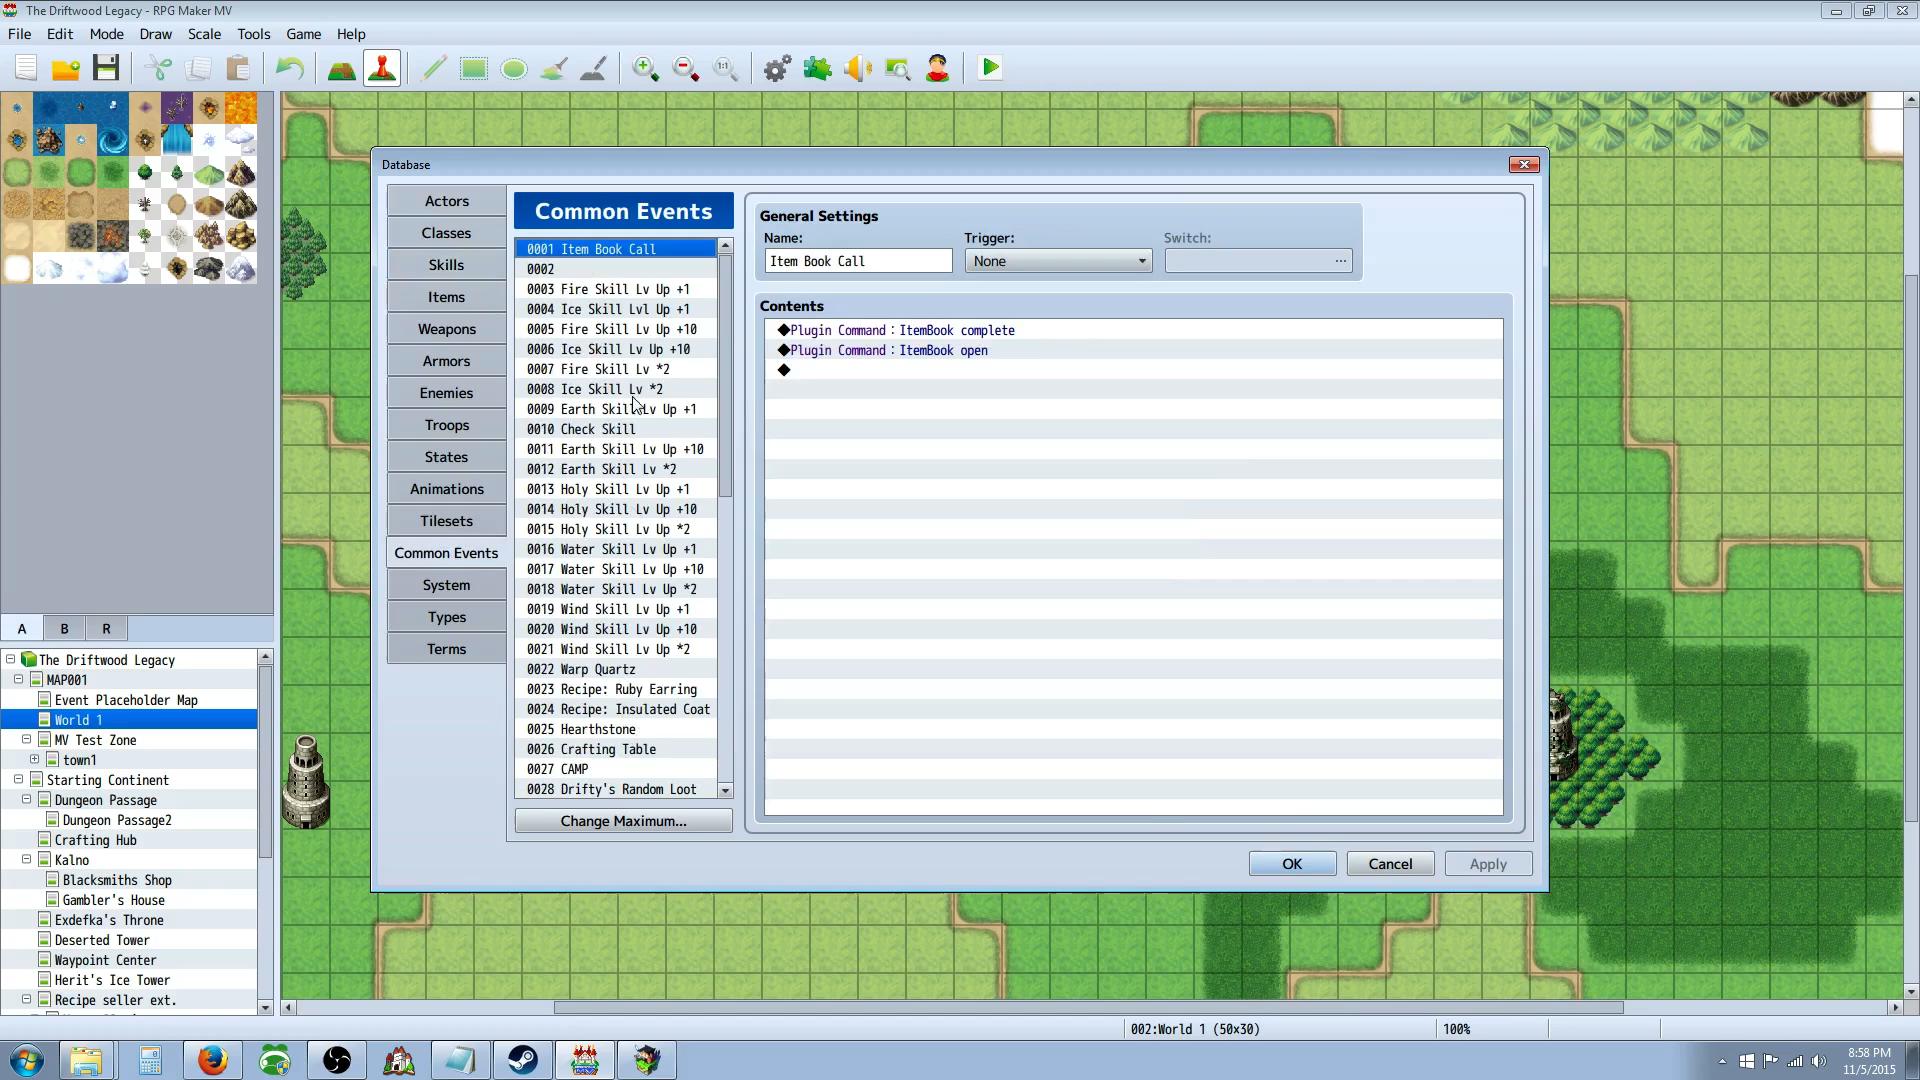 The Driftwood Legacy - RPG Maker MV
File Edit Mode Draw Scale Tools Game Help
1:1
Database
Actors
Classes
Skills
Items
Weapons
Armors
Enemies
Troops
States
Animations
Tilesets
Common Events
System
Types
Terms
Common Events
0001 Item Book Call
0002
0003 Fire Skill Lv Up +1
0004 Ice Skill Lvl Up +1
0005 Fire Skill Lv Up +10
0006 Ice Skill Lv Up +10
0007 Fire Skill Lv *2
0008 Ice Skill Lv *2
0009 Earth Skill Lv Up +1
0010 Check Skill
0011 Earth Skill Lv Up +10
0012 Earth Skill Lv *2
0013 Holy Skill Lv Up +1
0014 Holy Skill Lv Up +10
0015 Holy Skill Lv Up *2
0016 Water Skill Lv Up +1
0017 Water Skill Lv Up +10
0018 Water Skill Lv Up *2
0019 Wind Skill Lv Up +1
0020 Wind Skill Lv Up +10
0021 Wind Skill Lv Up *2
0022 Warp Quartz
0023 Recipe: Ruby Earring
0024 Recipe: Insulated Coat
0025 Hearthstone
0026 Crafting Table
0027 CAMP
0028 Drifty's Random Loot
Change Maximum...
General Settings
Name: Trigger: Switch:
Item Book Call None ...
Contents
◆Plugin Command：ItemBook complete
◆Plugin Command：ItemBook open
◆
OK Cancel Apply
A B R
The Driftwood Legacy
MAP001
Event Placeholder Map
World 1
MV Test Zone
town1
Starting Continent
Dungeon Passage
Dungeon Passage2
Crafting Hub
Kalno
Blacksmiths Shop
Gambler's House
Exdefka's Throne
Deserted Tower
Waypoint Center
Herit's Ice Tower
Recipe seller ext.
002:World 1 (50x30) 100%
8:58 PM
11/5/2015